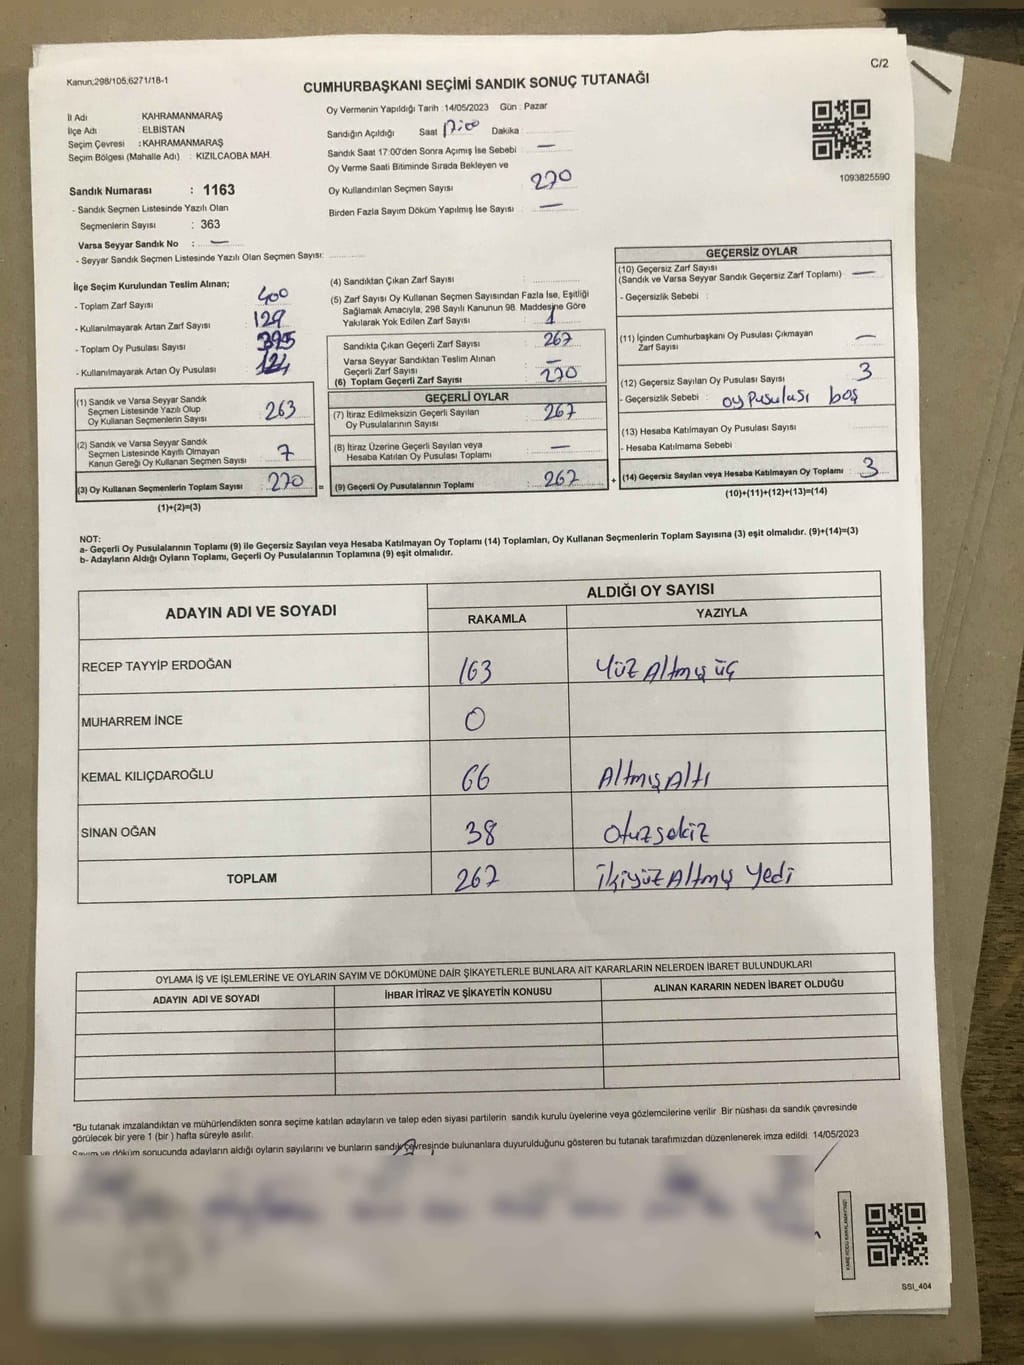 Kanun:298/105,6271/18-1
C/2
CUMHURBAŞKANI SEÇİMİ SANDIK SONUÇ TUTANAĞI
İl Adı KAHRAMANMARAŞ
İlçe Adı : ELBİSTAN
Seçim Çevresi : KAHRAMANMARAŞ
Seçim Bölgesi (Mahalle Adı) : KIZILCAOBA MAH.
Sandık Numarası : 1163
- Sandık Seçmen Listesinde Yazılı Olan
Seçmenlerin Sayısı : 363
Varsa Seyyar Sandık No : —
- Seyyar Sandık Seçmen Listesinde Yazılı Olan Seçmen Sayısı:
Oy Vermenin Yapıldığı Tarih : 14/05/2023 Gün : Pazar
Sandığın Açıldığı Saat 17:00 Dakika :
Sandık Saat 17:00'den Sonra Açımış İse Sebebi : —
Oy Verme Saati Bitiminde Sırada Bekleyen ve
Oy Kullandırılan Seçmen Sayısı 270
Birden Fazla Sayım Döküm Yapılmış İse Sayısı : —
1093825590
İlçe Seçim Kurulundan Teslim Alınan;
- Toplam Zarf Sayısı 400
- Kullanılmayarak Artan Zarf Sayısı 129
- Toplam Oy Pusulası Sayısı 395
- Kullanılmayarak Artan Oy Pusulası 124
(1) Sandık ve Varsa Seyyar Sandık
Seçmen Listesinde Yazılı Olup
Oy Kullanan Seçmenlerin Sayısı : 263
(2) Sandık ve Varsa Seyyar Sandık
Seçmen Listesinde Kayıtlı Olmayan
Kanun Gereği Oy Kullanan Seçmen Sayısı : 7
(3) Oy Kullanan Seçmenlerin Toplam Sayısı : 270 =
(1)+(2)=(3)
(4) Sandıktan Çıkan Zarf Sayısı :
(5) Zarf Sayısı Oy Kullanan Seçmen Sayısından Fazla İse, Eşitliği
Sağlamak Amacıyla, 298 Sayılı Kanunun 98. Maddesine Göre
Yakılarak Yok Edilen Zarf Sayısı : 1
Sandıkta Çıkan Geçerli Zarf Sayısı : 267
Varsa Seyyar Sandıktan Teslim Alınan
Geçerli Zarf Sayısı : —
(6) Toplam Geçerli Zarf Sayısı : 270
GEÇERLİ OYLAR
(7) İtiraz Edilmeksizin Geçerli Sayılan
Oy Pusulalarının Sayısı : 267
(8) İtiraz Üzerine Geçerli Sayılan veya
Hesaba Katılan Oy Pusulası Toplamı : —
(9) Geçerli Oy Pusulalarının Toplamı : 267 +
GEÇERSİZ OYLAR
(10) Geçersiz Zarf Sayısı
(Sandık ve Varsa Seyyar Sandık Geçersiz Zarf Toplamı) —
- Geçersizlik Sebebi :
(11) İçinden Cumhurbaşkanı Oy Pusulası Çıkmayan
Zarf Sayısı —
(12) Geçersiz Sayılan Oy Pusulası Sayısı : 3
- Geçersizlik Sebebi : oy pusulası boş
(13) Hesaba Katılmayan Oy Pusulası Sayısı :
- Hesaba Katılmama Sebebi :
(14) Geçersiz Sayılan veya Hesaba Katılmayan Oy Toplamı : 3
(10)+(11)+(12)+(13)=(14)
NOT:
a- Geçerli Oy Pusulalarının Toplamı (9) ile Geçersiz Sayılan veya Hesaba Katılmayan Oy Toplamı (14) Toplamları, Oy Kullanan Seçmenlerin Toplam Sayısına (3) eşit olmalıdır. (9)+(14)=(3)
b- Adayların Aldığı Oyların Toplamı, Geçerli Oy Pusulalarının Toplamına (9) eşit olmalıdır.
ADAYIN ADI VE SOYADI
ALDIĞI OY SAYISI
RAKAMLA YAZIYLA
RECEP TAYYİP ERDOĞAN 163 Yüz Altmış üç
MUHARREM İNCE 0
KEMAL KILIÇDAROĞLU 66 Altmış Altı
SİNAN OĞAN 38 otuz sekiz
TOPLAM 267 ikiyüz Altmış Yedi
OYLAMA İŞ VE İŞLEMLERİNE VE OYLARIN SAYIM VE DÖKÜMÜNE DAİR ŞİKAYETLERLE BUNLARA AİT KARARLARIN NELERDEN İBARET BULUNDUKLARI
ADAYIN ADI VE SOYADI İHBAR İTİRAZ VE ŞİKAYETİN KONUSU ALINAN KARARIN NEDEN İBARET OLDUĞU
*Bu tutanak imzalandıktan ve mühürlendikten sonra seçime katılan adayların ve talep eden siyasi partilerin sandık kurulu üyelerine veya gözlemcilerine verilir. Bir nüshası da sandık çevresinde
görülecek bir yere 1 (bir ) hafta süreyle asılır.
Sayım ve döküm sonucunda adayların aldığı oyların sayılarını ve bunların sandık çevresinde bulunanlara duyurulduğunu gösteren bu tutanak tarafımızdan düzenlenerek imza edildi. 14/05/2023
SSI_404